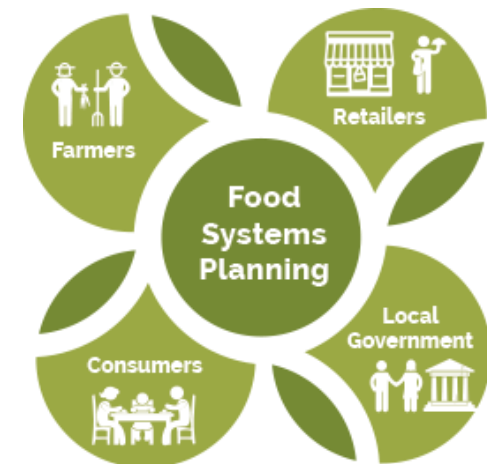 Farmers
Retailers
Food
Systems
Planning
Local
Government
Consumers